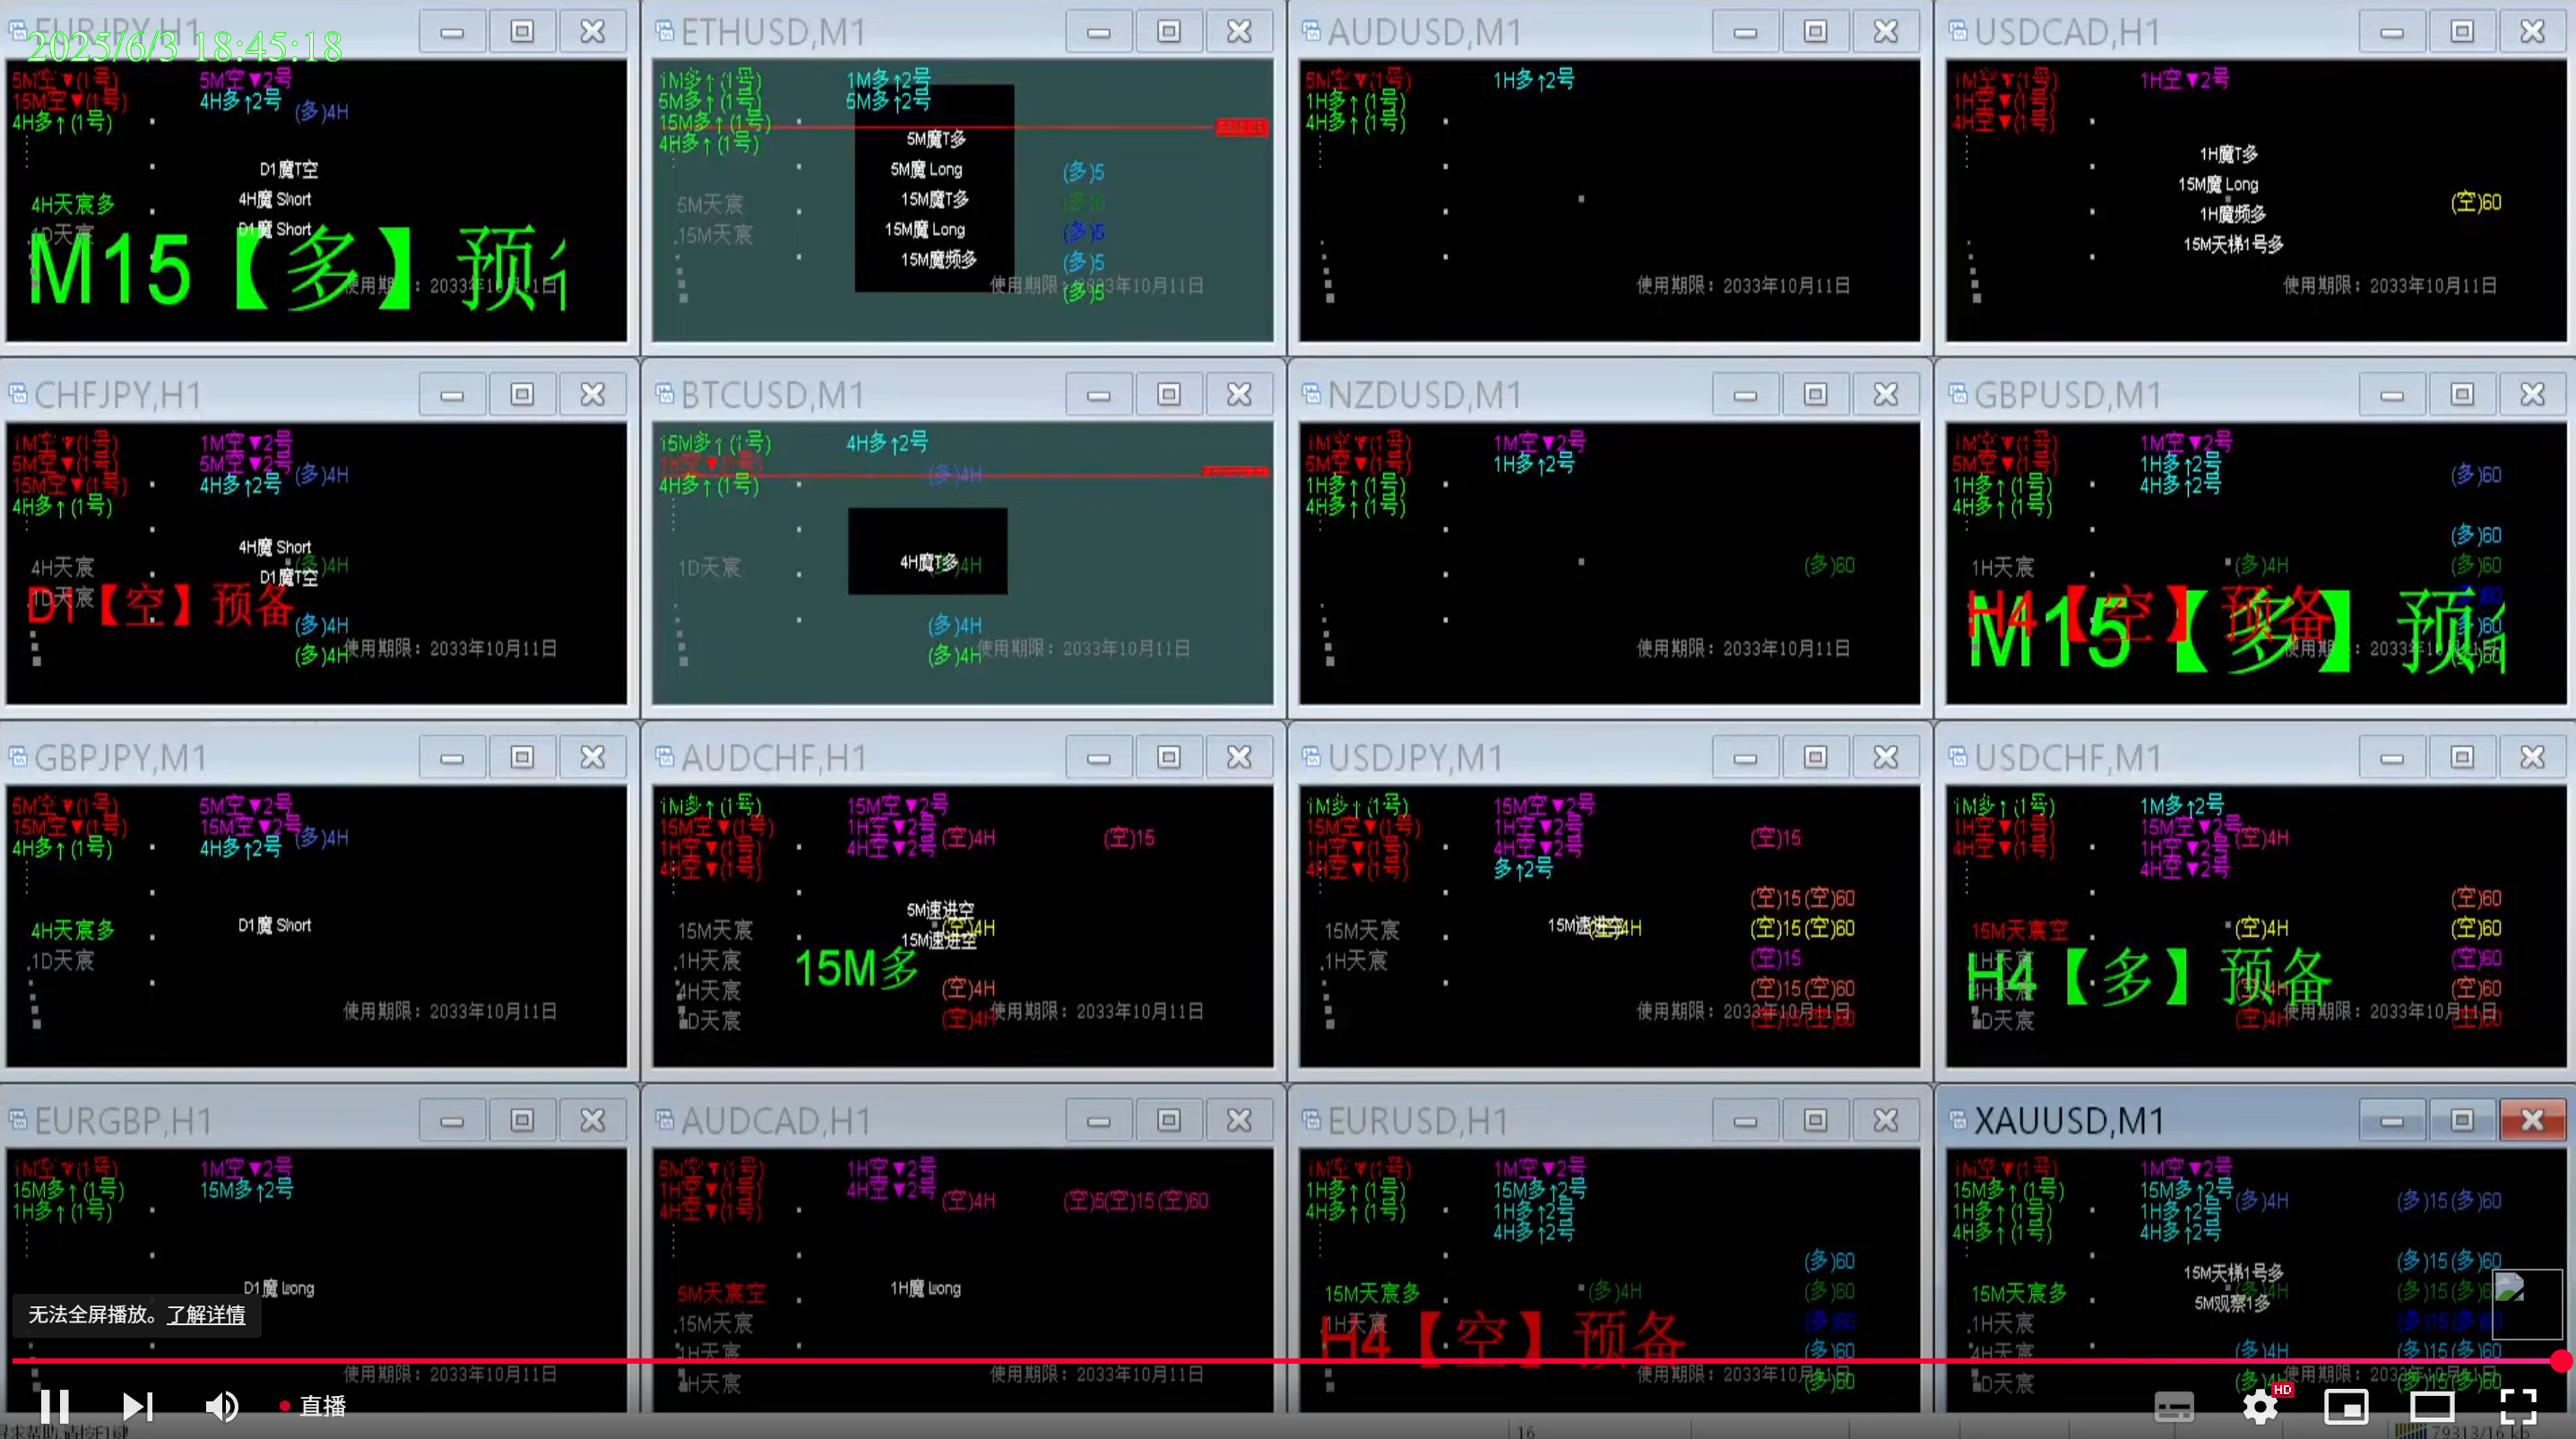 EURJPY,H1
2025/6/3 18:45:18
5M空▼(1号) 5M空▼2号
15M空▼(1号) 4H多↑2号
4H多↑(1号) (多)4H
D1魔T空
4H天宸多 4H魔 Short
1D天宸 D1魔 Short
M15【多】预
使用期限: 2033年10月11日
ETHUSD,M1
1M多↑(1号) 1M多↑2号
5M多↑(1号) 5M多↑2号
15M多↑(1号)
4H多↑(1号)
5M魔T多
5M魔 Long (多)5
5M天宸 15M魔T多
15M天宸 15M魔 Long (多)5
15M魔频多 (多)5
使用期限: 2033年10月11日
(多)5
AUDUSD,M1
5M空▼(1号) 1H多↑2号
1H多↑(1号)
4H多↑(1号)
使用期限: 2033年10月11日
USDCAD,H1
1M空▼(1号) 1H空▼2号
1H空▼(1号)
4H空▼(1号)
1H魔T多
15M魔 Long
1H魔频多 (空)60
15M天梯1号多
使用期限: 2033年10月11日
CHFJPY,H1
1M空▼(1号) 1M空▼2号
5M空▼(1号) 5M空▼2号
15M空▼(1号) 4H多↑2号 (多)4H
4H多↑(1号)
4H魔 Short
4H天宸 (多)4H
D1魔T空
1D天宸
D1【空】预备
(多)4H
(多)4H
使用期限: 2033年10月11日
BTCUSD,M1
15M多↑(1号) 4H多↑2号
1H空▼(1号) (多)4H
4H多↑(1号)
1D天宸 4H魔T多 (多)4H
(多)4H
(多)4H
使用期限: 2033年10月11日
NZDUSD,M1
1M空▼(1号) 1M空▼2号
5M空▼(1号) 1H多↑2号
1H多↑(1号)
4H多↑(1号)
(多)60
使用期限: 2033年10月11日
GBPUSD,M1
1M空▼(1号) 1M空▼2号
5M空▼(1号) 1H多↑2号 (多)60
1H多↑(1号) 4H多↑2号
4H多↑(1号)
(多)60
1H天宸 (多)4H (多)60
H4【空】预备
M15【多】预
使用期限: 2033年10月11日
GBPJPY,M1
5M空▼(1号) 5M空▼2号
15M空▼(1号) 15M空▼2号
4H多↑(1号) 4H多↑2号 (多)4H
4H天宸多 D1魔 Short
1D天宸
使用期限: 2033年10月11日
AUDCHF,H1
1M多↑(1号) 15M空▼2号
15M空▼(1号) 1H空▼2号
1H空▼(1号) 4H空▼2号 (空)4H (空)15
4H空▼(1号)
5M速进空
15M天宸 (空)4H
15M速进空
1H天宸 15M多
4H天宸 (空)4H
1D天宸 (空)4H
使用期限: 2033年10月11日
USDJPY,M1
1M多↑(1号) 15M空▼2号
15M空▼(1号) 1H空▼2号 (空)15
1H空▼(1号) 4H空▼2号
4H空▼(1号) 多↑2号
(空)15(空)60
15M天宸 15M速进空 (空)4H (空)15(空)60
1H天宸 (空)15
(空)15(空)60
使用期限: 2033年10月11日
USDCHF,M1
1M多↑(1号) 1M多↑2号
1H空▼(1号) 15M空▼2号 (空)4H
4H空▼(1号) 1H空▼2号
4H空▼2号
(空)60
15M天宸空 (空)4H (空)60
1H天宸 (空)60
H4【多】预备
4H天宸 (空)4H (空)60
1D天宸 (空)4H (空)60
使用期限: 2033年10月11日
EURGBP,H1
1M空▼(1号) 1M空▼2号
15M多↑(1号) 15M多↑2号
1H多↑(1号)
D1魔 Long
使用期限: 2033年10月11日
AUDCAD,H1
5M空▼(1号) 1H空▼2号
1H空▼(1号) 4H空▼2号
4H空▼(1号) (空)4H (空)5(空)15(空)60
5M天宸空 1H魔 Long
15M天宸
1H天宸
4H天宸
使用期限: 2033年10月11日
EURUSD,H1
1M空▼(1号) 1M空▼2号
1H多↑(1号) 15M多↑2号
4H多↑(1号) 1H多↑2号
4H多↑2号
(多)60
15M天宸多 (多)4H (多)60
1H天宸 (多)60
H4【空】预备
(多)60
(多)60
使用期限: 2033年10月11日
XAUUSD,M1
1M空▼(1号) 1M空▼2号
15M多↑(1号) 15M多↑2号 (多)4H (多)15(多)60
1H多↑(1号) 1H多↑2号
4H多↑(1号) 4H多↑2号
(多)15(多)60
15M天梯1号多
15M天宸多 (多)4H (多)15(多)60
5M观察1多
1H天宸 (多)15(多)60
4H天宸 (多)4H (多)15(多)60
1D天宸
使用期限: 2033年10月11日
无法全屏播放。了解详情
直播
HD
16
79313/16 kb